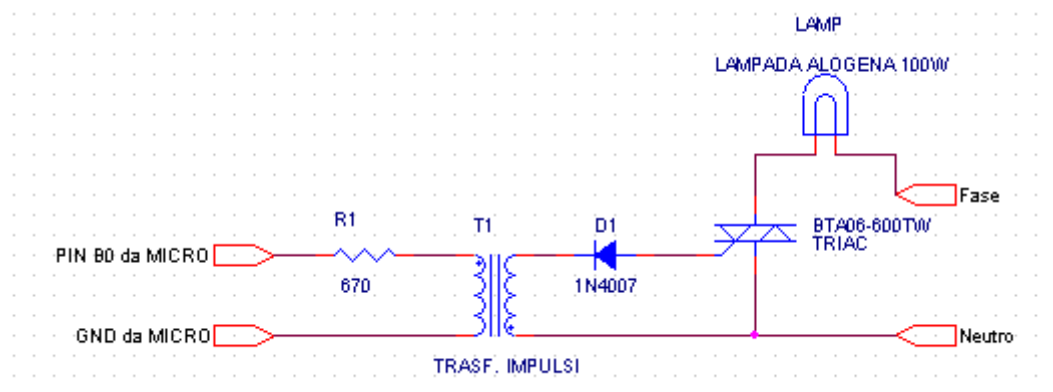 LAMP
LAMPADA ALOGENA 100W
Fase
R1
T1
D1
BTA06-600TW
TRIAC
PIN B0 da MICRO
670
1N4007
GND da MICRO
Neutro
TRASF. IMPULSI